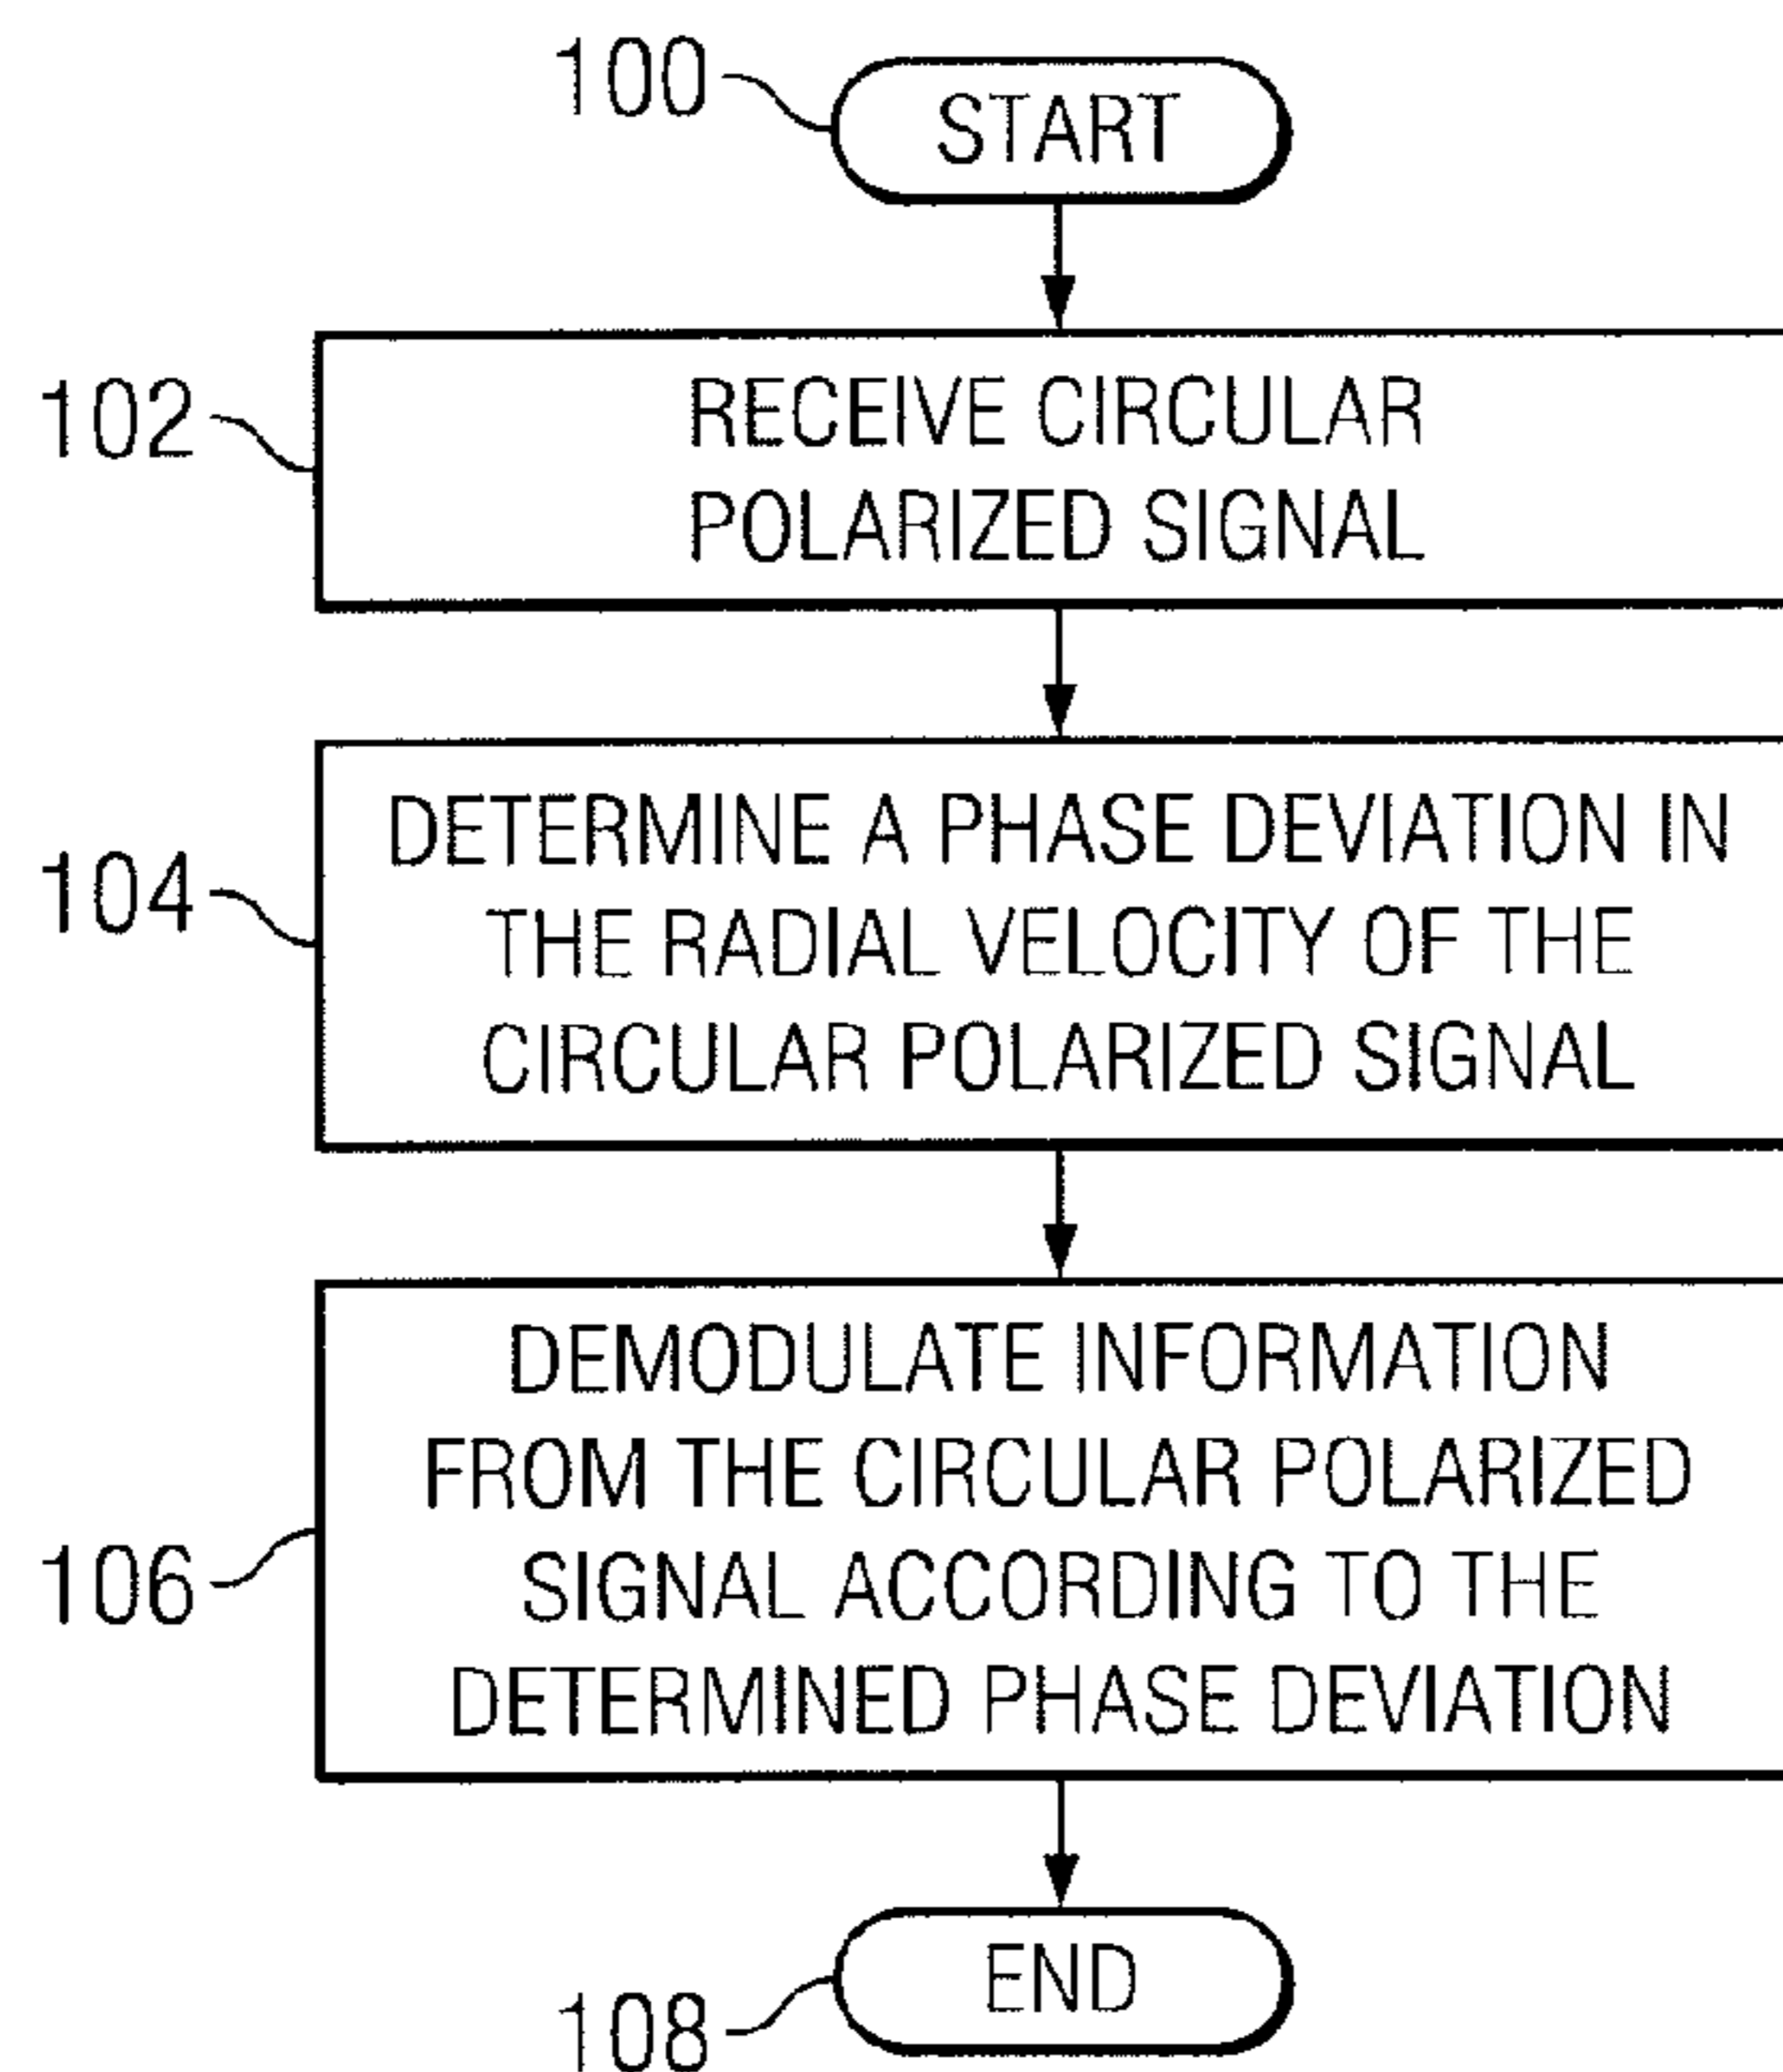 100
START
102
RECEIVE CIRCULAR
POLARIZED SIGNAL
104
DETERMINE A PHASE DEVIATION IN
THE RADIAL VELOCITY OF THE
CIRCULAR POLARIZED SIGNAL
106
DEMODULATE INFORMATION
FROM THE CIRCULAR POLARIZED
SIGNAL ACCORDING TO THE
DETERMINED PHASE DEVIATION
108
END